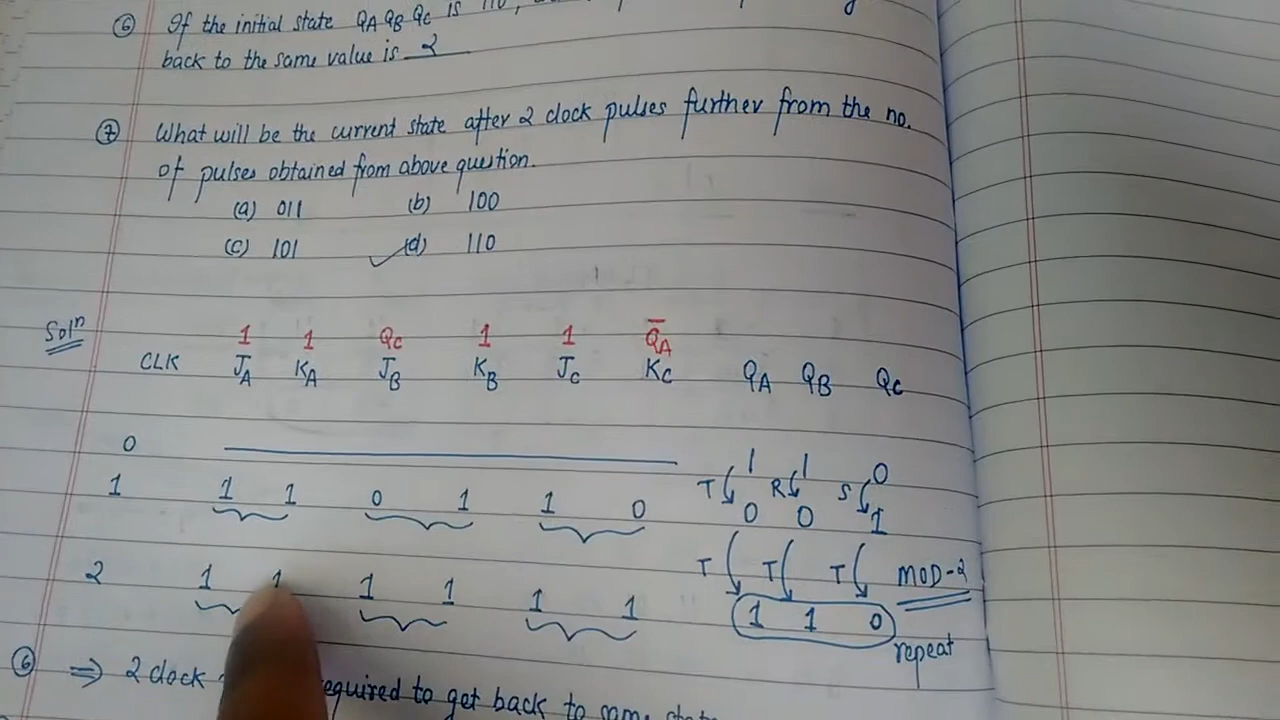 ⑥ If the initial state QA QB QC is 110,
back to the same value is 2
⑦ What will be the current state after 2 clock pulses further from the no.
of pulses obtained from above question.
(a) 011 (b) 100
(c) 101 ✓(d) 110
Solⁿ 1 1 Qc 1 1 Q̅A
CLK JA KA JB KB JC KC QA QB QC
0 1 1 0
1 1 1 0 1 1 0 T 0 R 0 S 1
2 1 1 1 1 1 1 T T T MOD-2
1 1 0
repeat
⑥ ⇒ 2 clock required to get back to same state